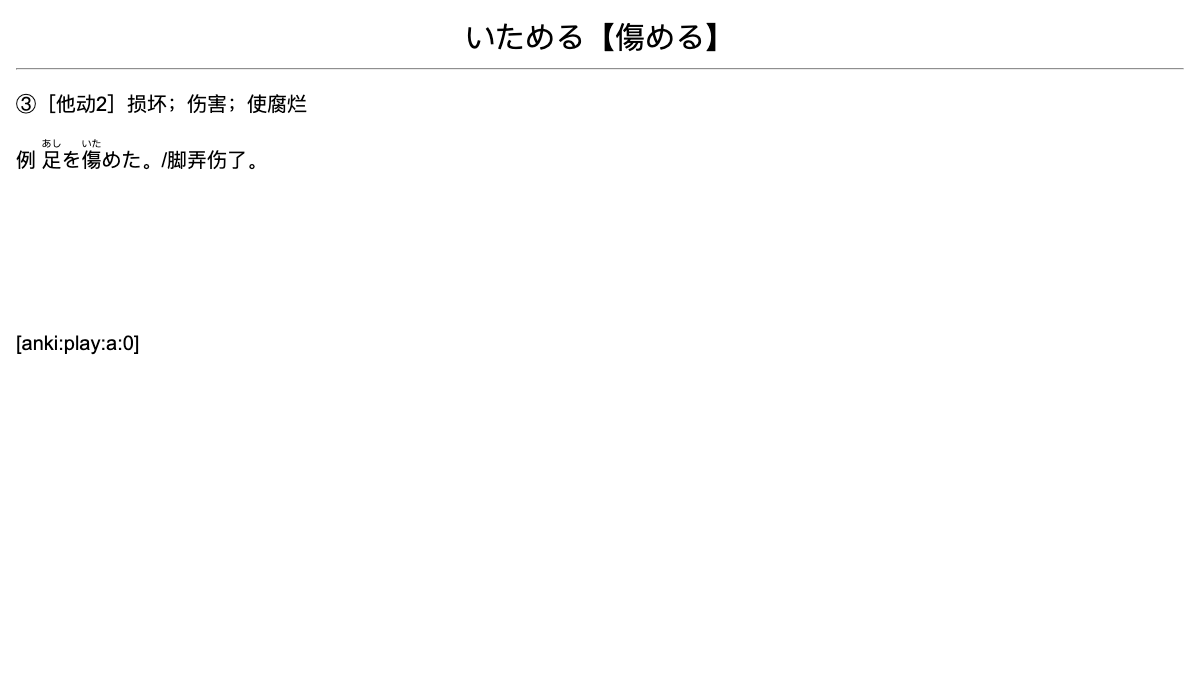 いためる【傷める】
③［他动2］损坏；伤害；使腐烂
あし いた
例 足を傷めた。/脚弄伤了。
[anki:play:a:0]